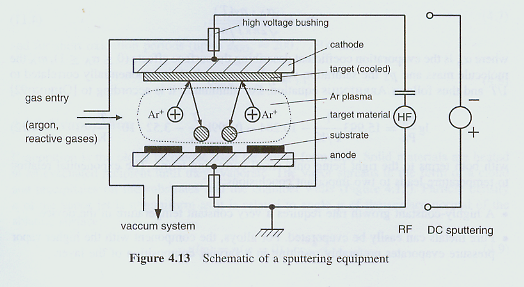 high voltage bushing
cathode
target (cooled)
gas entry
(argon,
reactive gases)
Ar plasma
target material
Ar+
Ar+
HF
substrate
anode
vaccum system
RF
DC sputtering
Figure 4.13 Schematic of a sputtering equipment